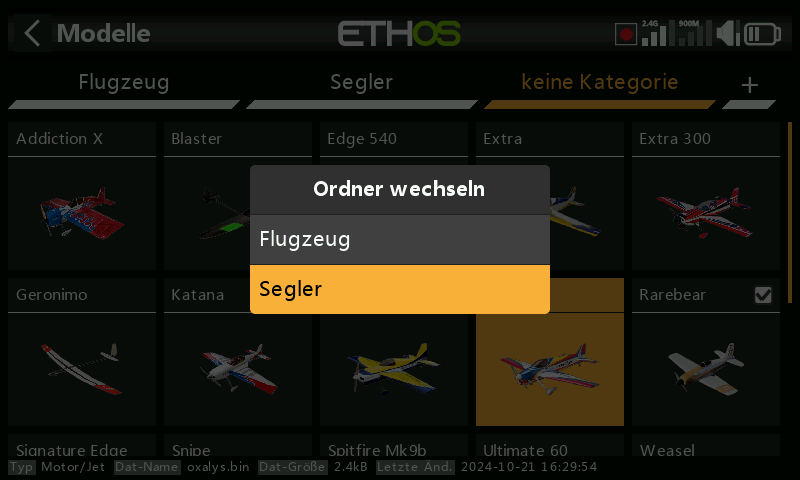 Modelle
ETHOS
2.4G
900M
Flugzeug
Segler
keine Kategorie
+
Addiction X
Blaster
Edge 540
Extra
Extra 300
Ordner wechseln
Flugzeug
Segler
Geronimo
Katana
Rarebear
Signature Edge
Snipe
Spitfire Mk9b
Ultimate 60
Weasel
Typ Motor/Jet Dat-Name oxalys.bin Dat-Größe 2.4kB Letzte Änd. 2024-10-21 16:29:54